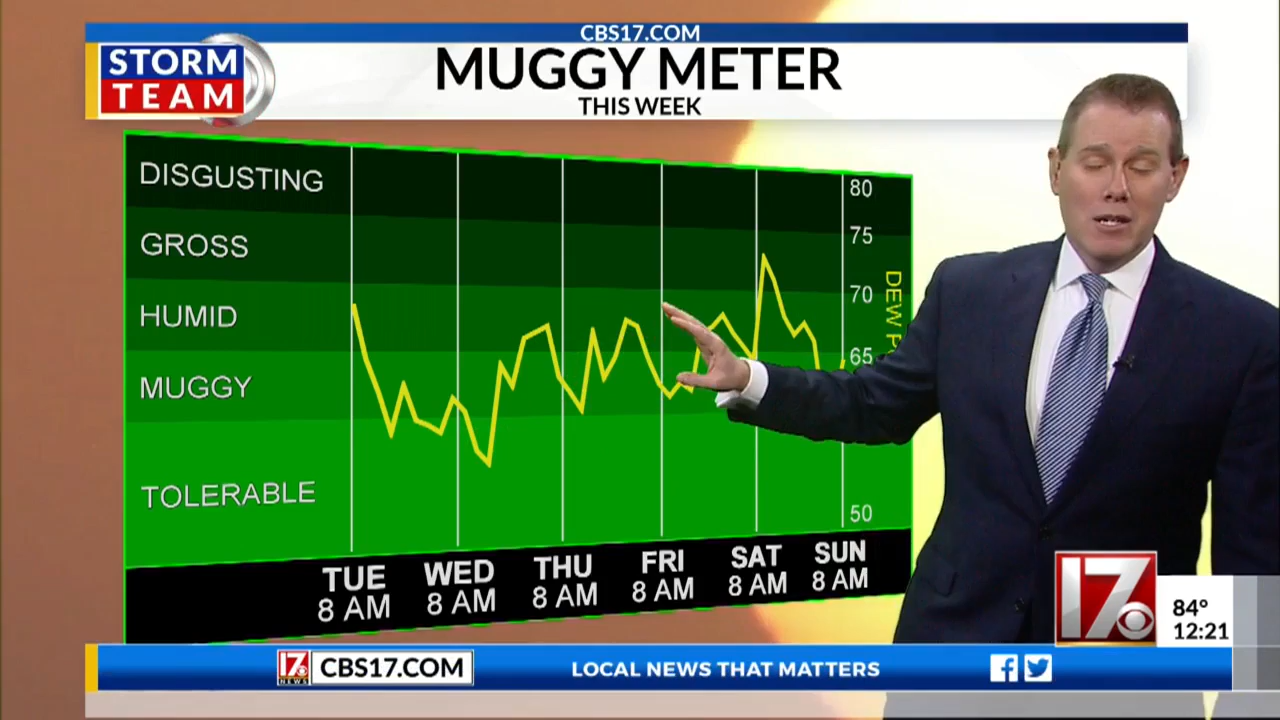 CBS17.COM
STORM
TEAM
MUGGY METER
THIS WEEK
DISGUSTING
GROSS
HUMID
MUGGY
TOLERABLE
80
75
70
65
50
DEW
TUE
8 AM
WED
8 AM
THU
8 AM
FRI
8 AM
SAT
8 AM
SUN
8 AM
17
84°
12:21
17
NEWS
CBS17.COM
LOCAL NEWS THAT MATTERS